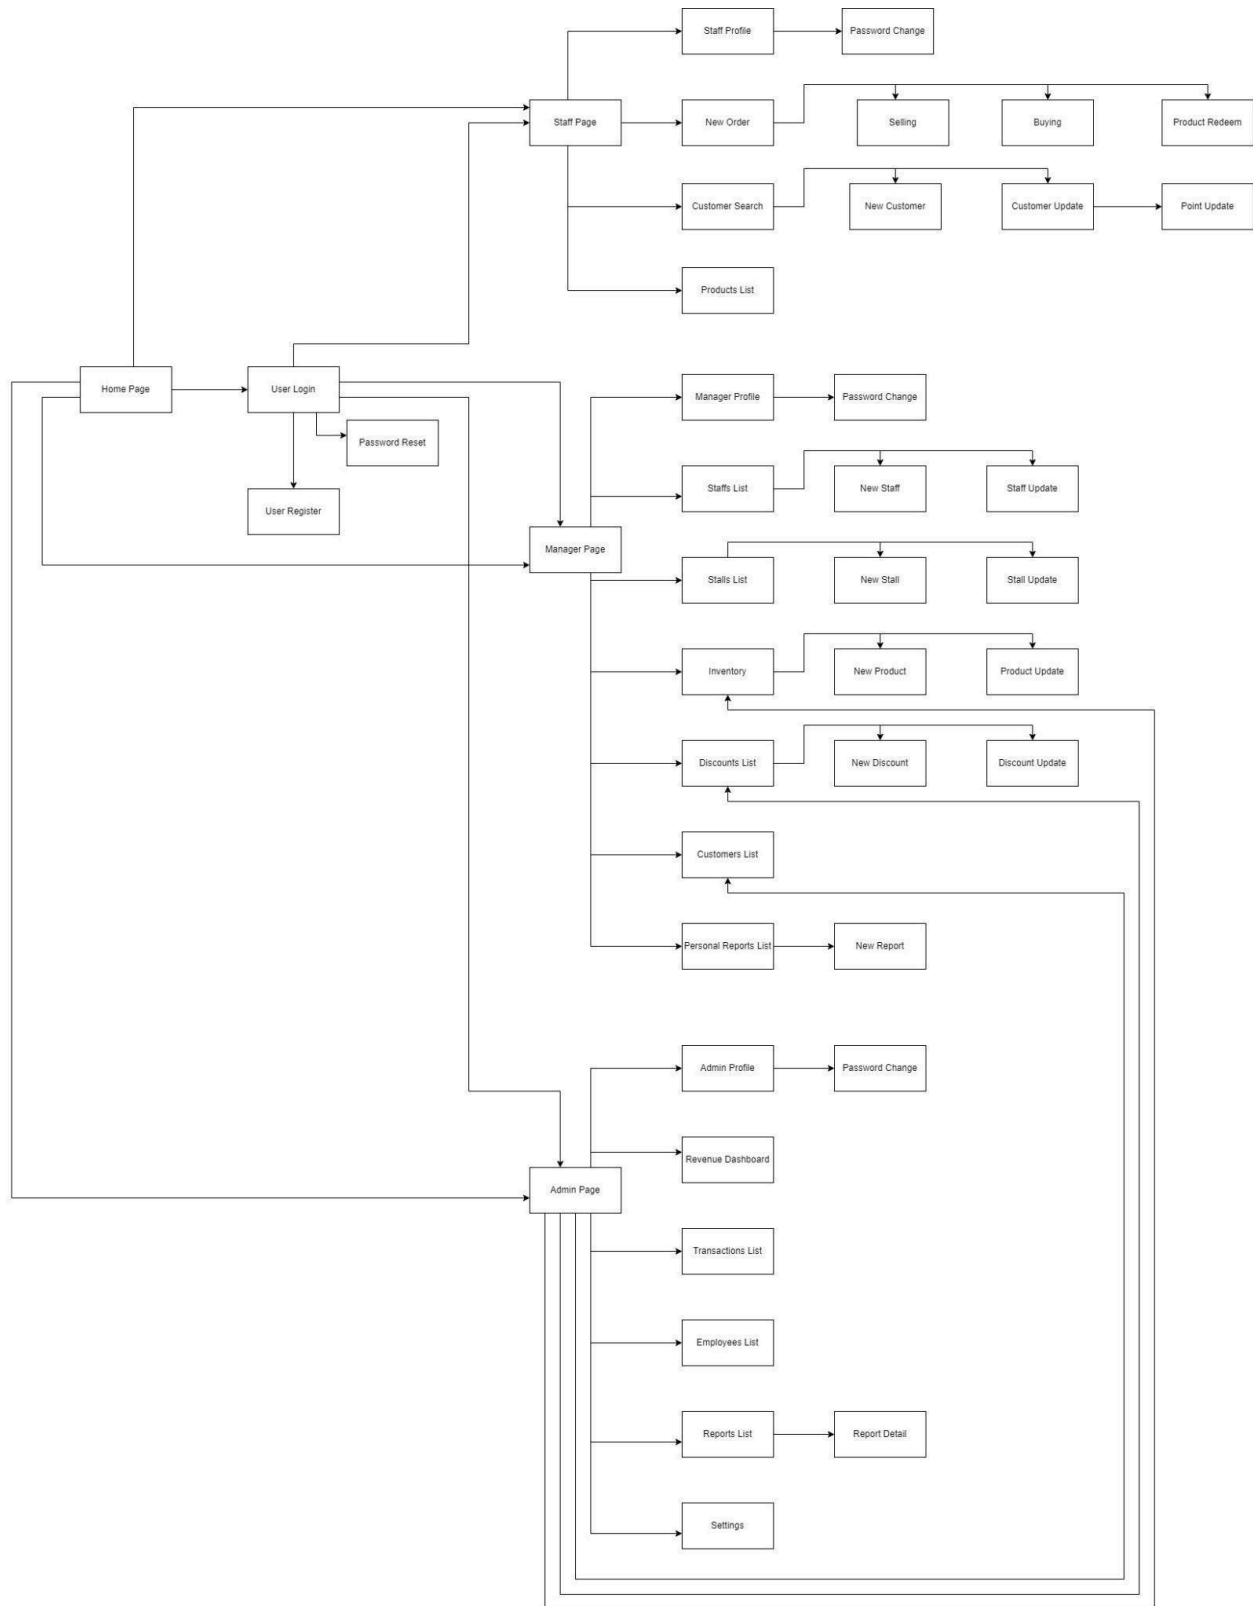 Staff Profile
Password Change
Staff Page
New Order
Selling
Buying
Product Redeem
Customer Search
New Customer
Customer Update
Point Update
Products List
Home Page
User Login
Manager Profile
Password Change
Password Reset
Staffs List
New Staff
Staff Update
User Register
Manager Page
Stalls List
New Stall
Stall Update
Inventory
New Product
Product Update
Discounts List
New Discount
Discount Update
Customers List
Personal Reports List
New Report
Admin Profile
Password Change
Revenue Dashboard
Admin Page
Transactions List
Employees List
Reports List
Report Detail
Settings